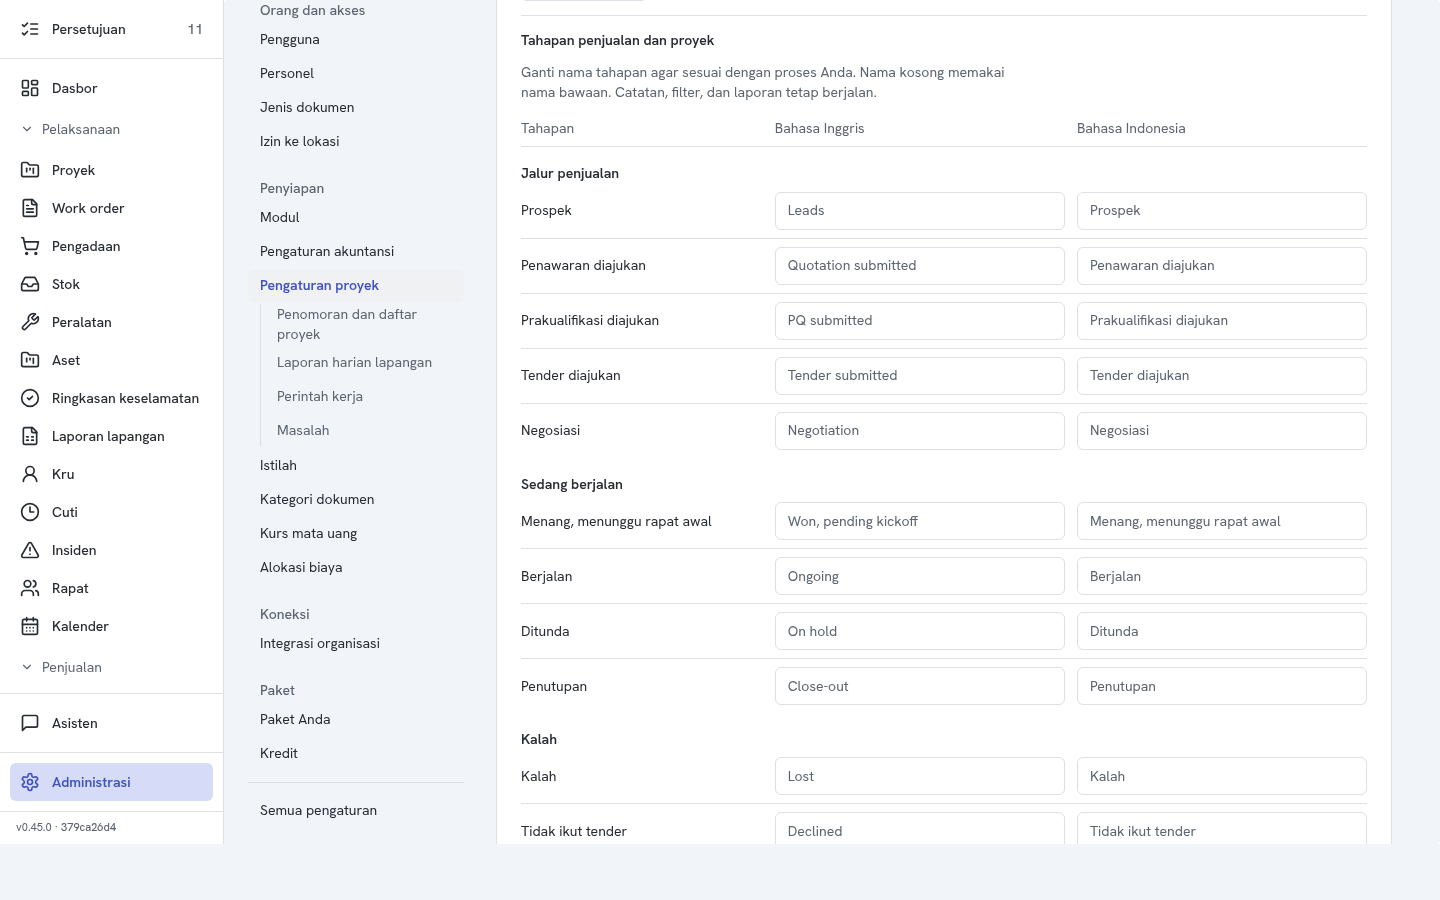 Persetujuan 11
Dasbor
Pelaksanaan
Proyek
Work order
Pengadaan
Stok
Peralatan
Aset
Ringkasan keselamatan
Laporan lapangan
Kru
Cuti
Insiden
Rapat
Kalender
Penjualan
Asisten
Administrasi
v0.45.0 · 379ca26d4
Orang dan akses
Pengguna
Personel
Jenis dokumen
Izin ke lokasi
Penyiapan
Modul
Pengaturan akuntansi
Pengaturan proyek
Penomoran dan daftar
proyek
Laporan harian lapangan
Perintah kerja
Masalah
Istilah
Kategori dokumen
Kurs mata uang
Alokasi biaya
Koneksi
Integrasi organisasi
Paket
Paket Anda
Kredit
Semua pengaturan
Tahapan penjualan dan proyek
Ganti nama tahapan agar sesuai dengan proses Anda. Nama kosong memakai
nama bawaan. Catatan, filter, dan laporan tetap berjalan.
Tahapan Bahasa Inggris Bahasa Indonesia
Jalur penjualan
Prospek Leads Prospek
Penawaran diajukan Quotation submitted Penawaran diajukan
Prakualifikasi diajukan PQ submitted Prakualifikasi diajukan
Tender diajukan Tender submitted Tender diajukan
Negosiasi Negotiation Negosiasi
Sedang berjalan
Menang, menunggu rapat awal Won, pending kickoff Menang, menunggu rapat awal
Berjalan Ongoing Berjalan
Ditunda On hold Ditunda
Penutupan Close-out Penutupan
Kalah
Kalah Lost Kalah
Tidak ikut tender Declined Tidak ikut tender